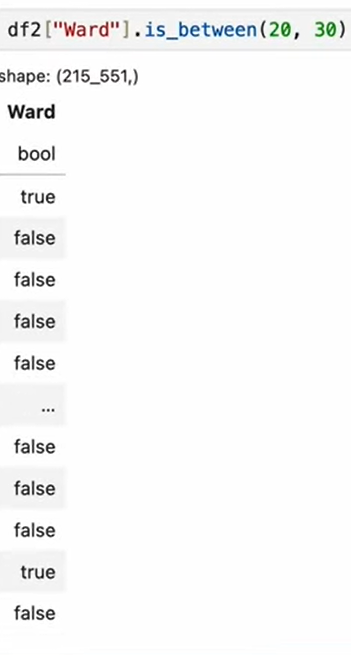 df2["Ward"].is_between(20, 30)
shape: (215_551,)
Ward
bool
true
false
false
false
false
...
false
false
false
true
false